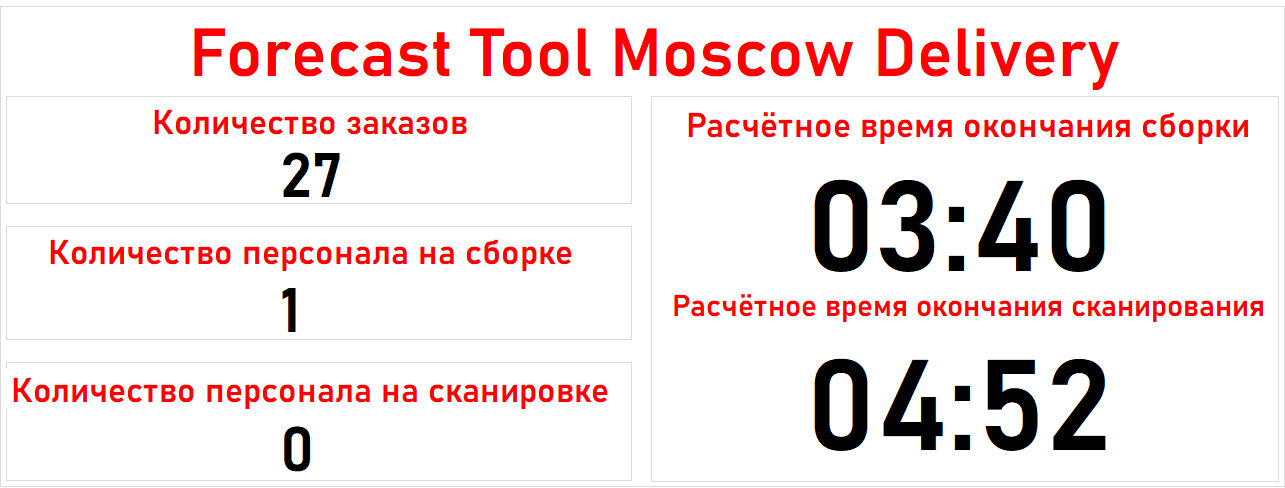 Forecast Tool Moscow Delivery
Количество заказов
27
Количество персонала на сборке
1
Количество персонала на сканировке
0
Расчётное время окончания сборки
03:40
Расчётное время окончания сканирования
04:52